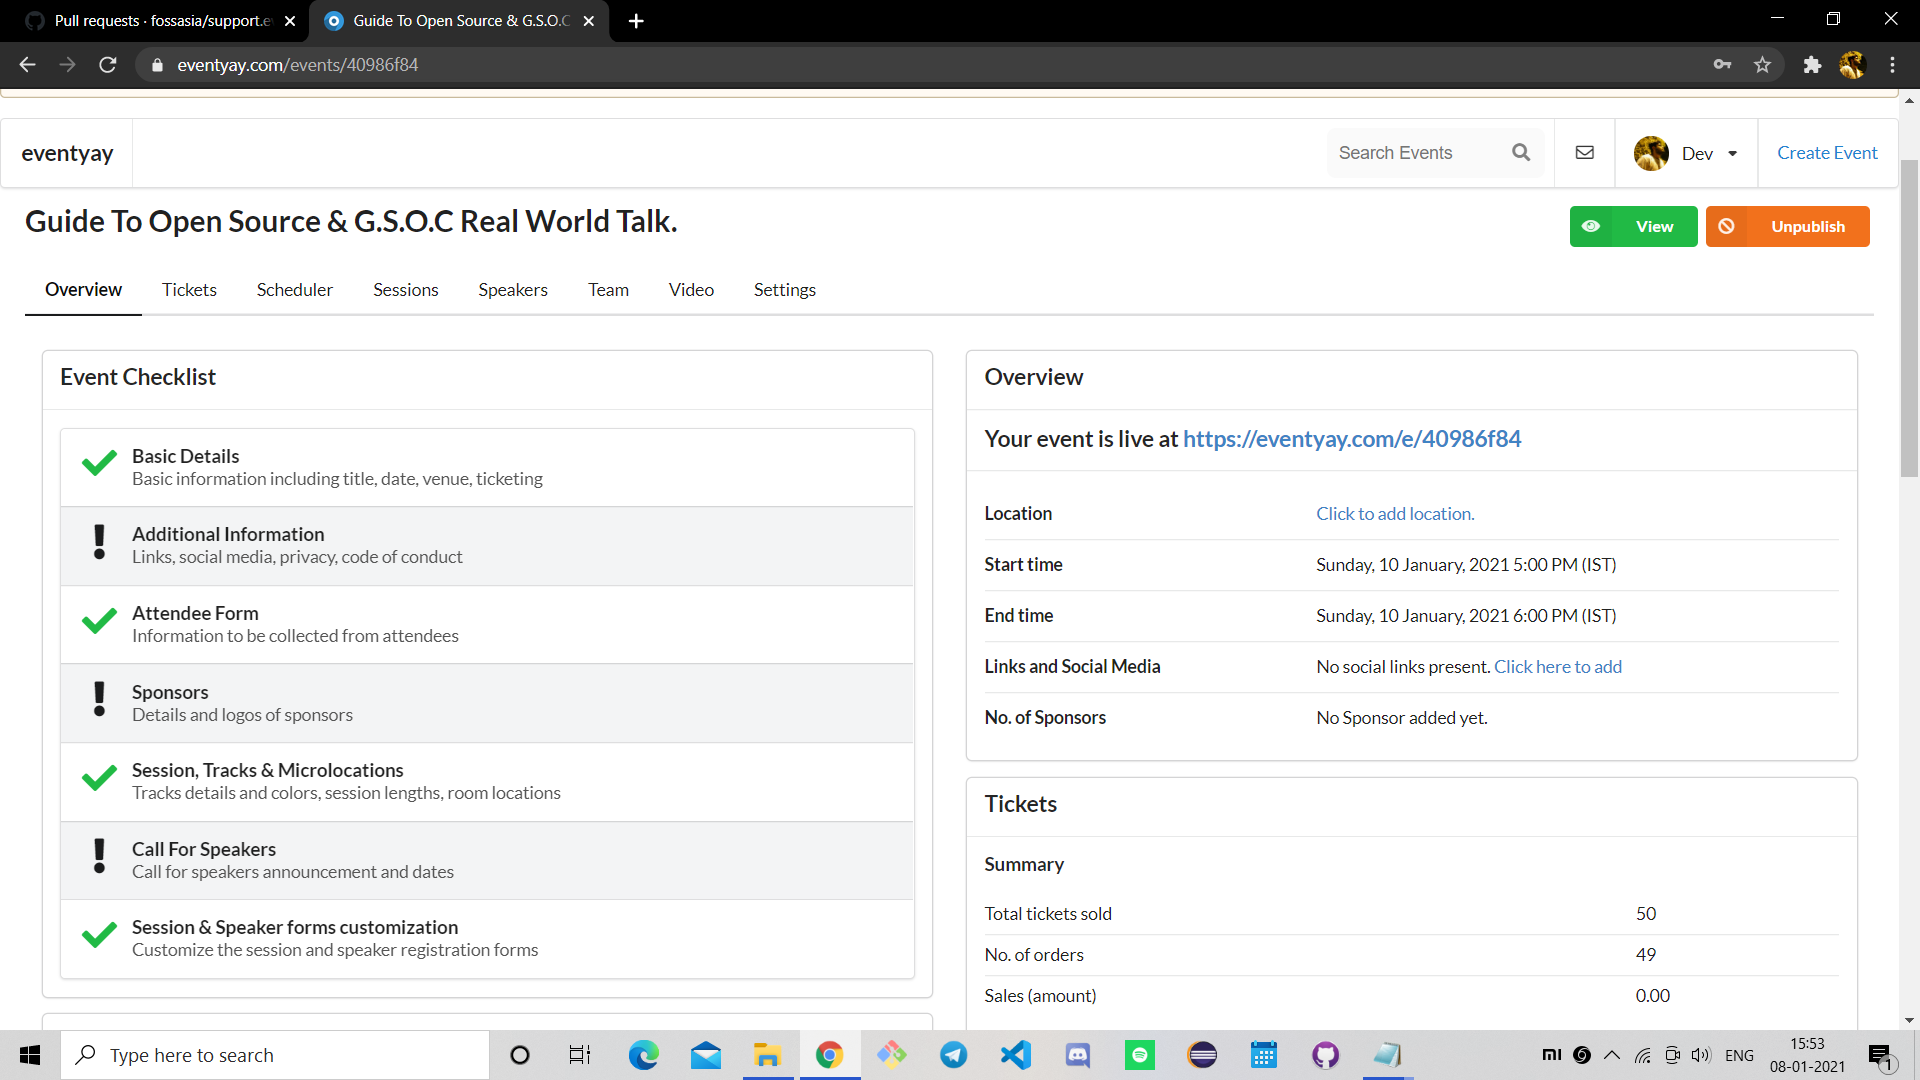 Pull requests · fossasia/support.e
Guide To Open Source & G.S.O.C
eventyay.com/events/40986f84
eventyay
Search Events
Dev
Create Event
Guide To Open Source & G.S.O.C Real World Talk.
View
Unpublish
Overview
Tickets
Scheduler
Sessions
Speakers
Team
Video
Settings
Event Checklist
Basic Details
Basic information including title, date, venue, ticketing
Additional Information
Links, social media, privacy, code of conduct
Attendee Form
Information to be collected from attendees
Sponsors
Details and logos of sponsors
Session, Tracks & Microlocations
Tracks details and colors, session lengths, room locations
Call For Speakers
Call for speakers announcement and dates
Session & Speaker forms customization
Customize the session and speaker registration forms
Overview
Your event is live at https://eventyay.com/e/40986f84
Location Click to add location.
Start time Sunday, 10 January, 2021 5:00 PM (IST)
End time Sunday, 10 January, 2021 6:00 PM (IST)
Links and Social Media No social links present. Click here to add
No. of Sponsors No Sponsor added yet.
Tickets
Summary
Total tickets sold 50
No. of orders 49
Sales (amount) 0.00
Type here to search
ENG
15:53
08-01-2021
1